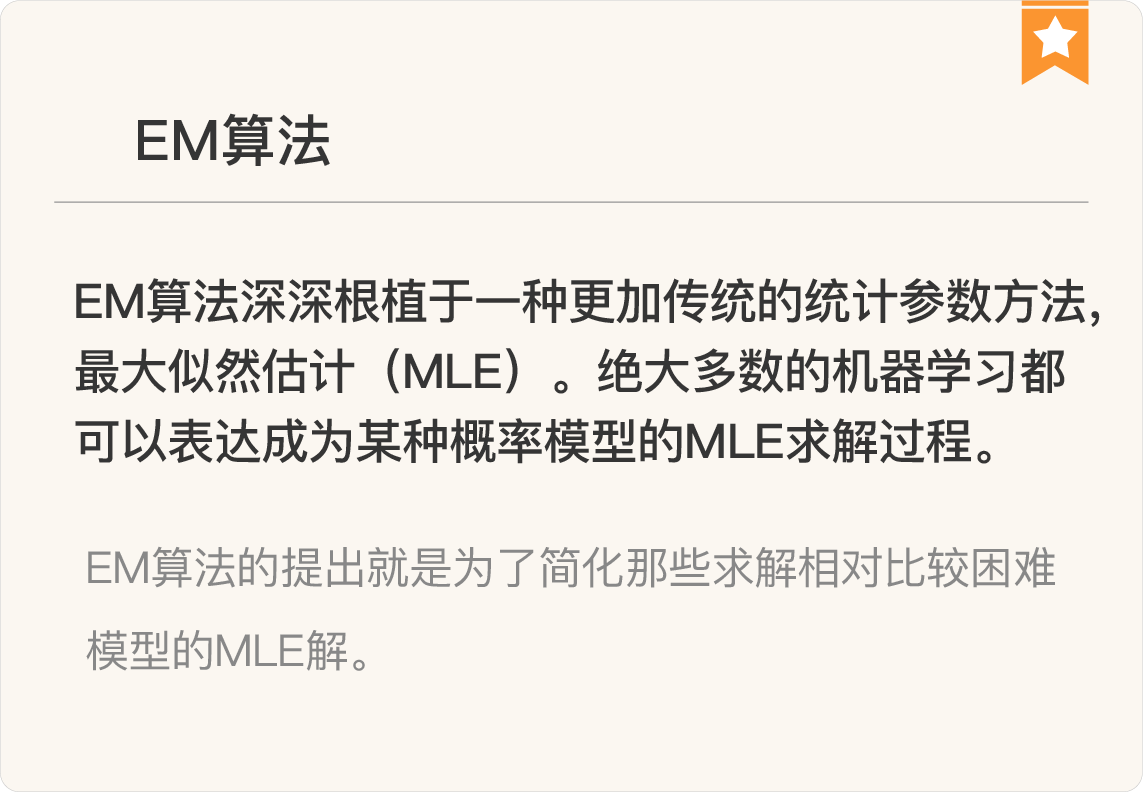 EM算法
EM算法深深根植于一种更加传统的统计参数方法,
最大似然估计（MLE）。绝大多数的机器学习都
可以表达成为某种概率模型的MLE求解过程。
EM算法的提出就是为了简化那些求解相对比较困难
模型的MLE解。